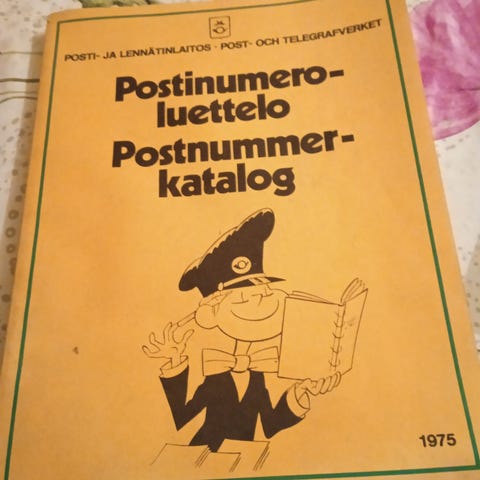 POSTI- JA LENNÄTINLAITOS · POST- OCH TELEGRAFVERKET
Postinumero-
luettelo
Postnummer-
katalog
1975